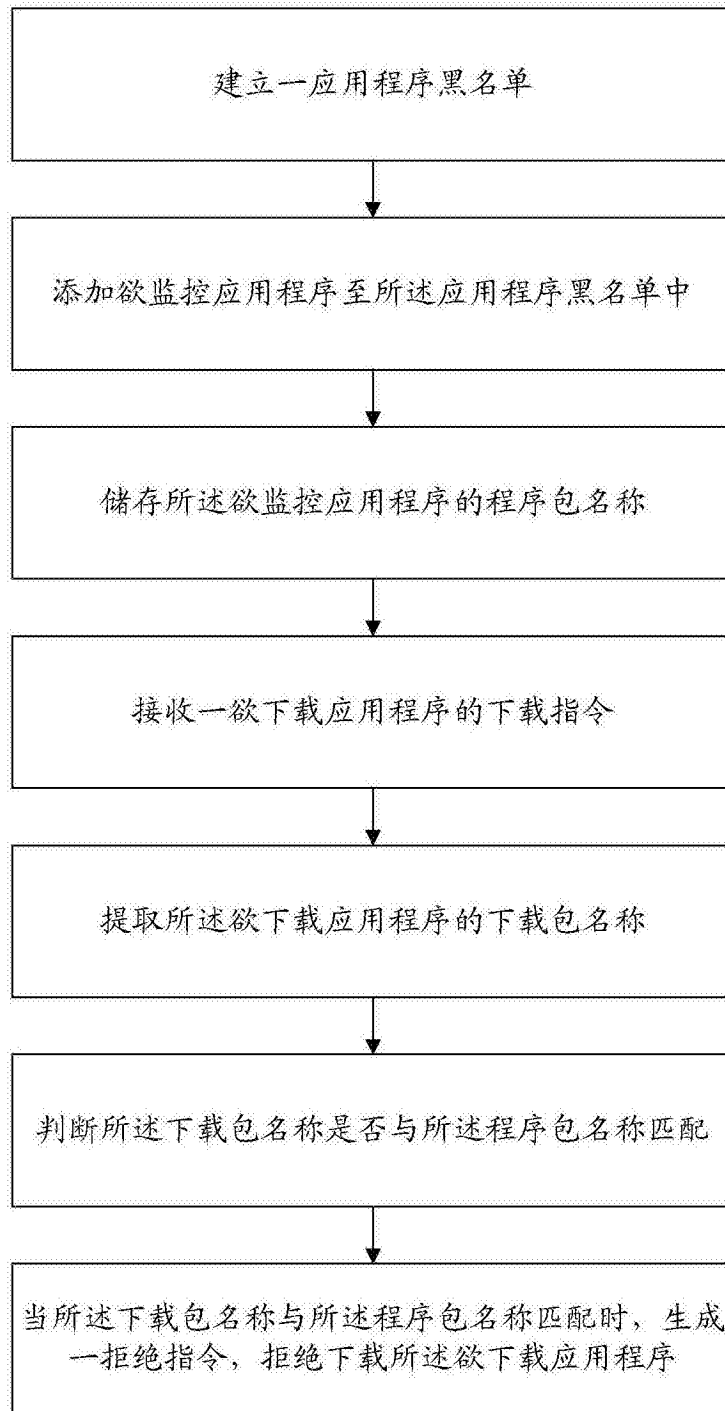 建立一应用程序黑名单
添加欲监控应用程序至所述应用程序黑名单中
储存所述欲监控应用程序的程序包名称
接收一欲下载应用程序的下载指令
提取所述欲下载应用程序的下载包名称
判断所述下载包名称是否与所述程序包名称匹配
当所述下载包名称与所述程序包名称匹配时，生成
一拒绝指令，拒绝下载所述欲下载应用程序